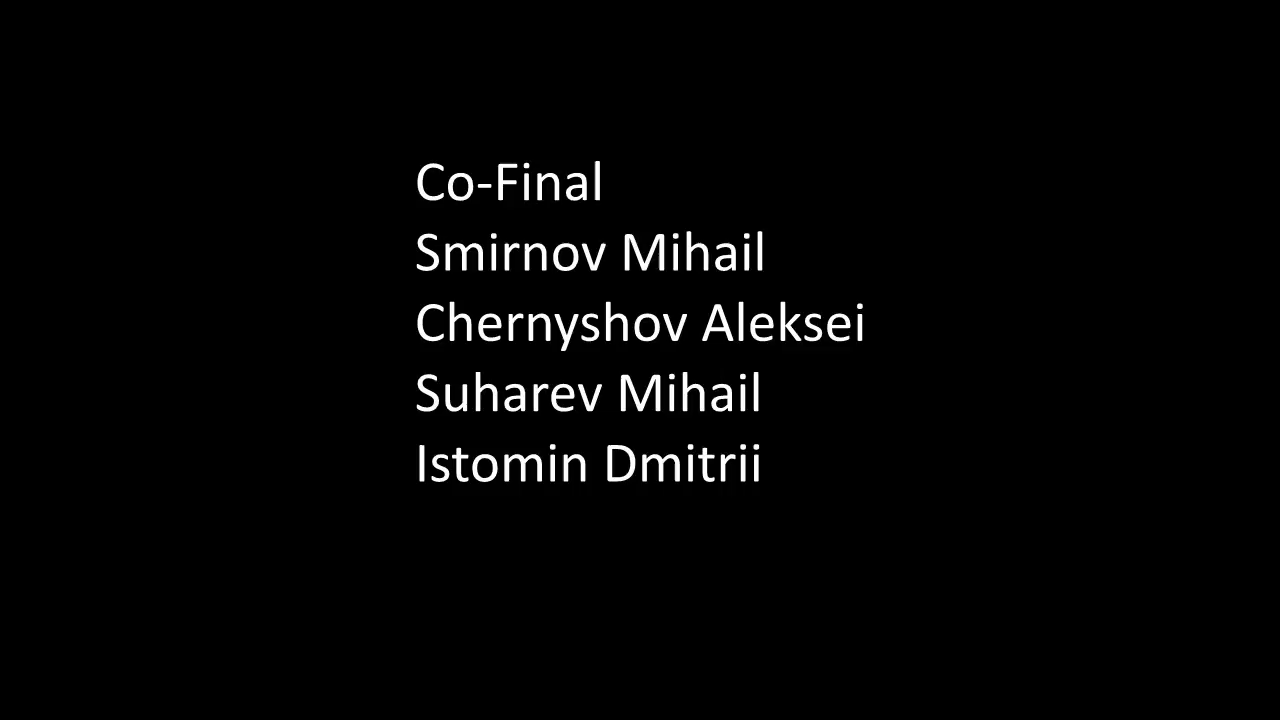 Co-Final
Smirnov Mihail
Chernyshov Aleksei
Suharev Mihail
Istomin Dmitrii